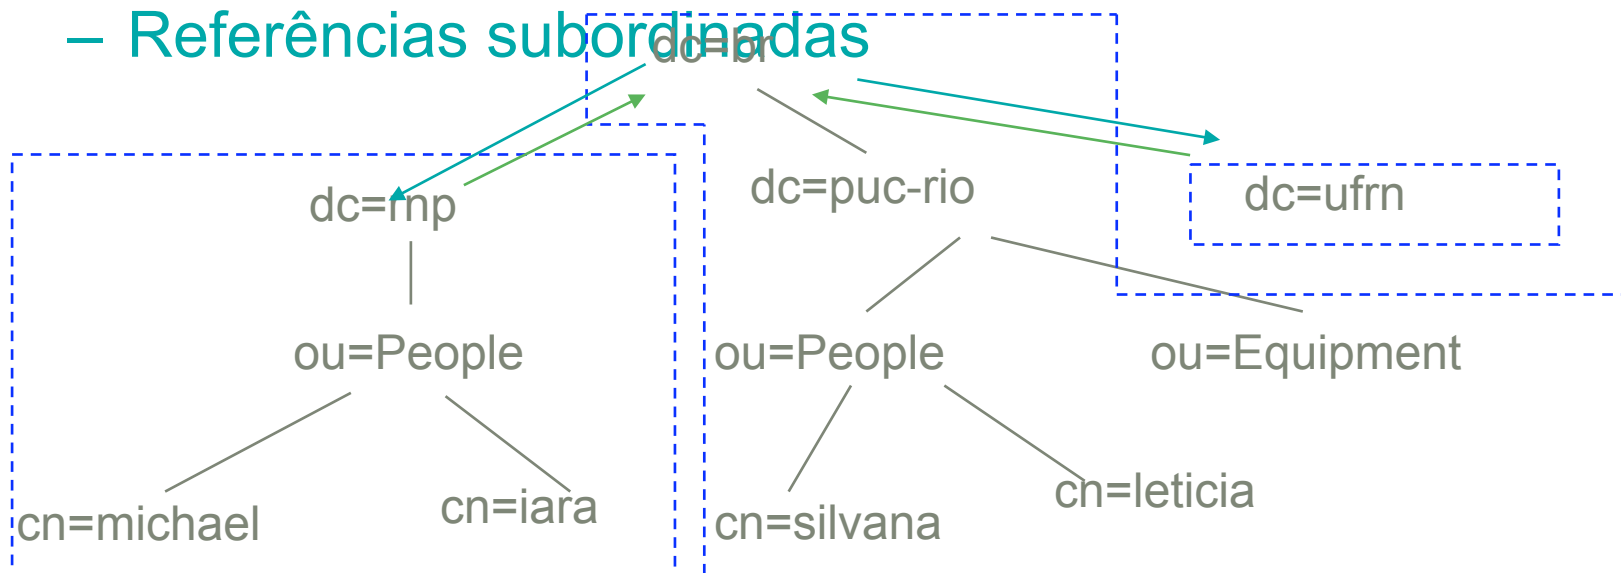 – Referências subordinadas
dc=br
dc=rnp
dc=puc-rio
dc=ufrn
ou=People
ou=People
ou=Equipment
cn=michael
cn=iara
cn=silvana
cn=leticia